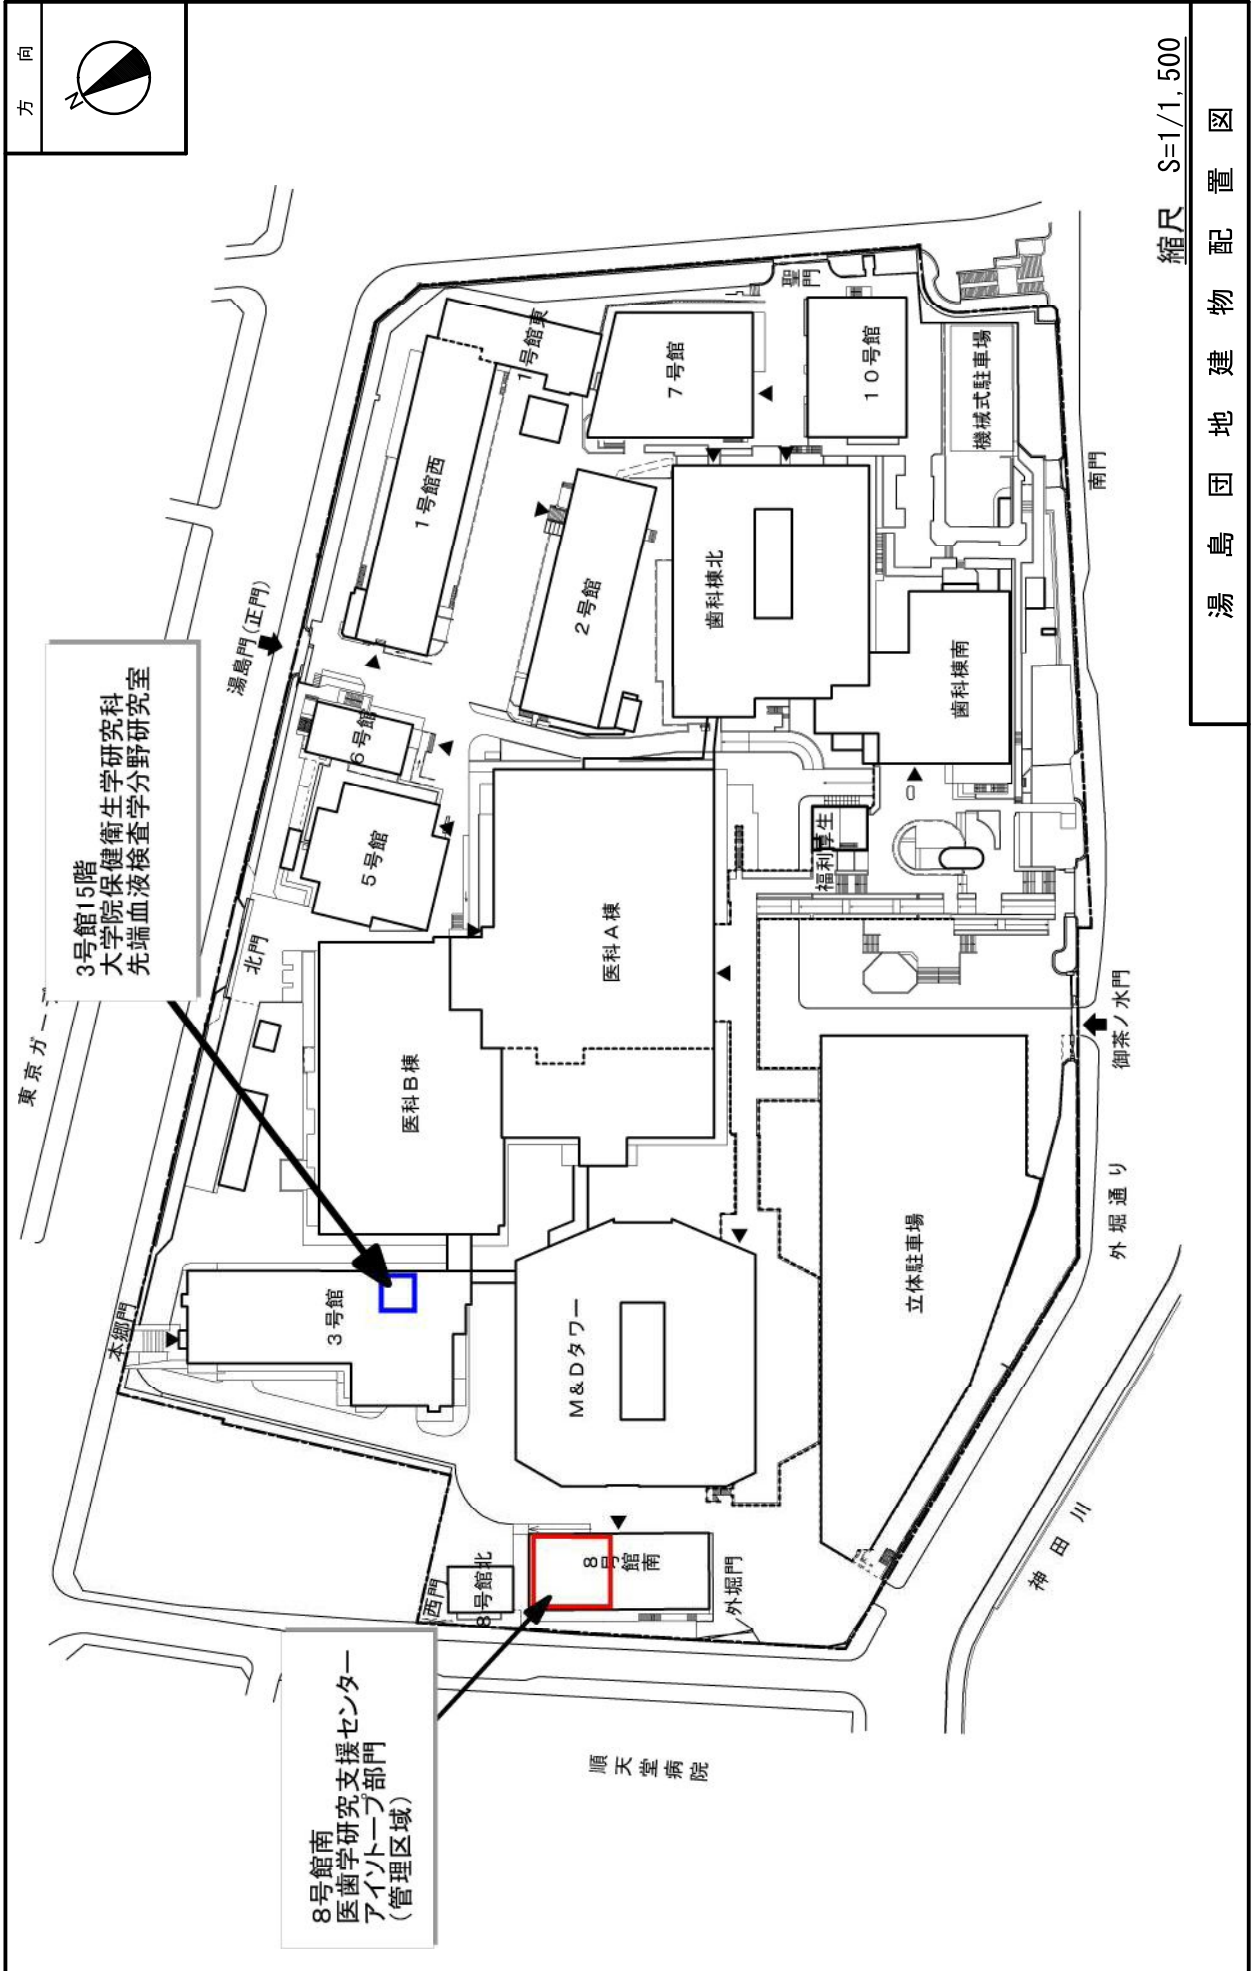 方向
N
縮尺 S=1/1,500
湯島団地建物配置図
3号館15階
大学院保健衛生学研究科
先端血液検査学分野研究室
8号館南
医歯学研究支援センター
アイソトープ部門
(管理区域)
東京ガー
湯島門(正門)
北門
本郷門
西門
外堀門
聖門
南門
御茶ノ水門
外堀通り
神田川
順天堂病院
1号館東
1号館西
2号館
3号館
5号館
6号館
7号館
8号館北
8号館南
10号館
機械式駐車場
歯科棟北
歯科棟南
福利厚生
医科A棟
医科B棟
M&Dタワー
立体駐車場